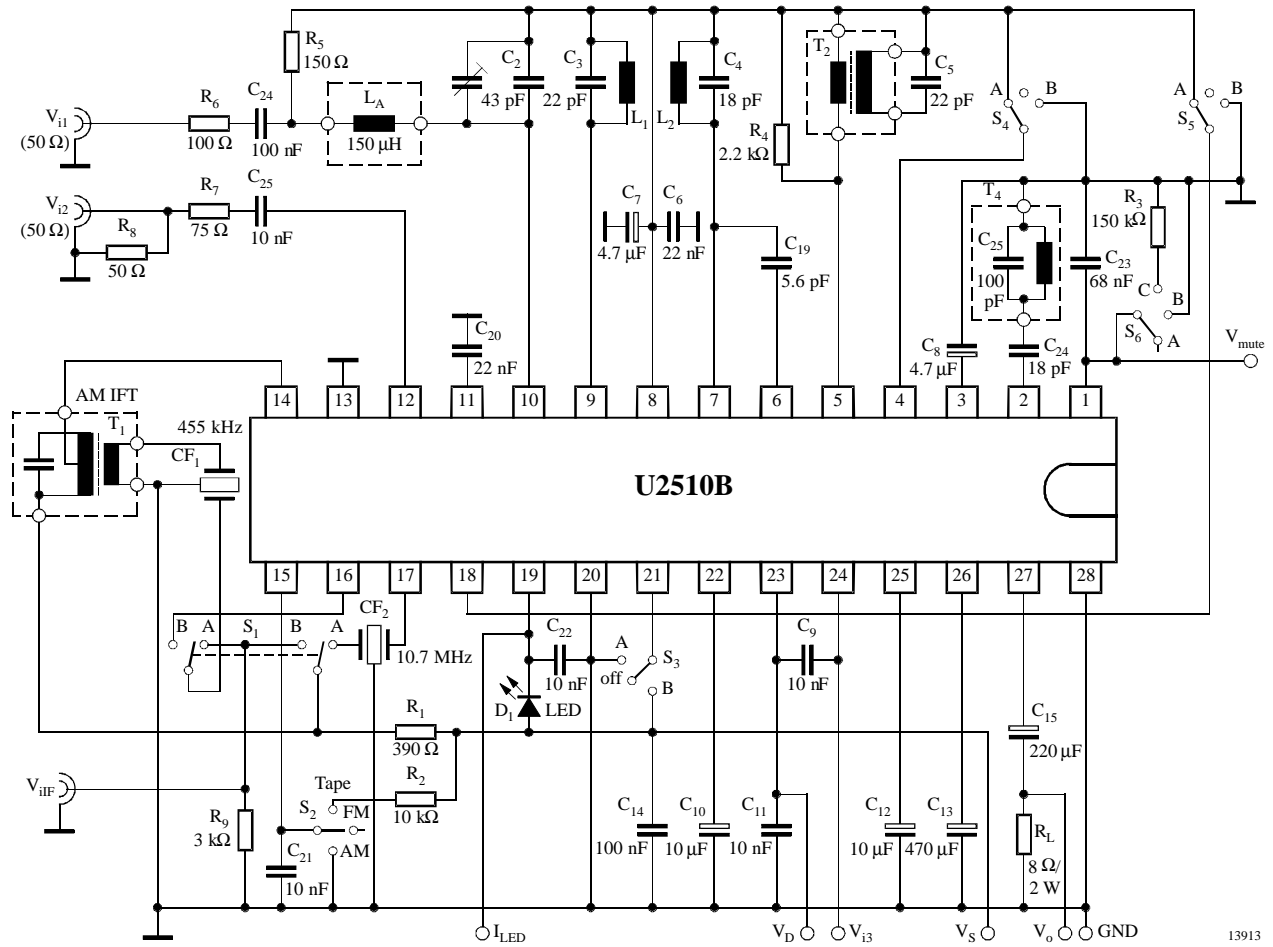 R5
150 Ω
C2
43 pF
C3
22 pF
L1
L2
C4
18 pF
T2
C5
22 pF
R4
2.2 kΩ
A
B
S4
A
B
S5
Vi1
(50 Ω)
R6
100 Ω
C24
100 nF
LA
150 μH
Vi2
(50 Ω)
R7
75 Ω
C25
10 nF
R8
50 Ω
C7
4.7 μF
C6
22 nF
C19
5.6 pF
T4
C25
100
pF
R3
150 kΩ
C23
68 nF
C
B
S6
A
Vmute
C20
22 nF
C8
4.7 μF
C24
18 pF
AM IFT
T1
455 kHz
CF1
14
13
12
11
10
9
8
7
6
5
4
3
2
1
U2510B
15
16
17
18
19
20
21
22
23
24
25
26
27
28
B
A
S1
B
A
CF2
10.7 MHz
C22
10 nF
A
off
S3
B
C9
10 nF
D1
LED
R1
390 Ω
R2
10 kΩ
C15
220 μF
ViIF
R9
3 kΩ
Tape
S2
FM
AM
C21
10 nF
C14
100 nF
C10
10 μF
C11
10 nF
C12
10 μF
C13
470 μF
RL
8 Ω/
2 W
ILED
VD
Vi3
VS
Vo
GND
13913